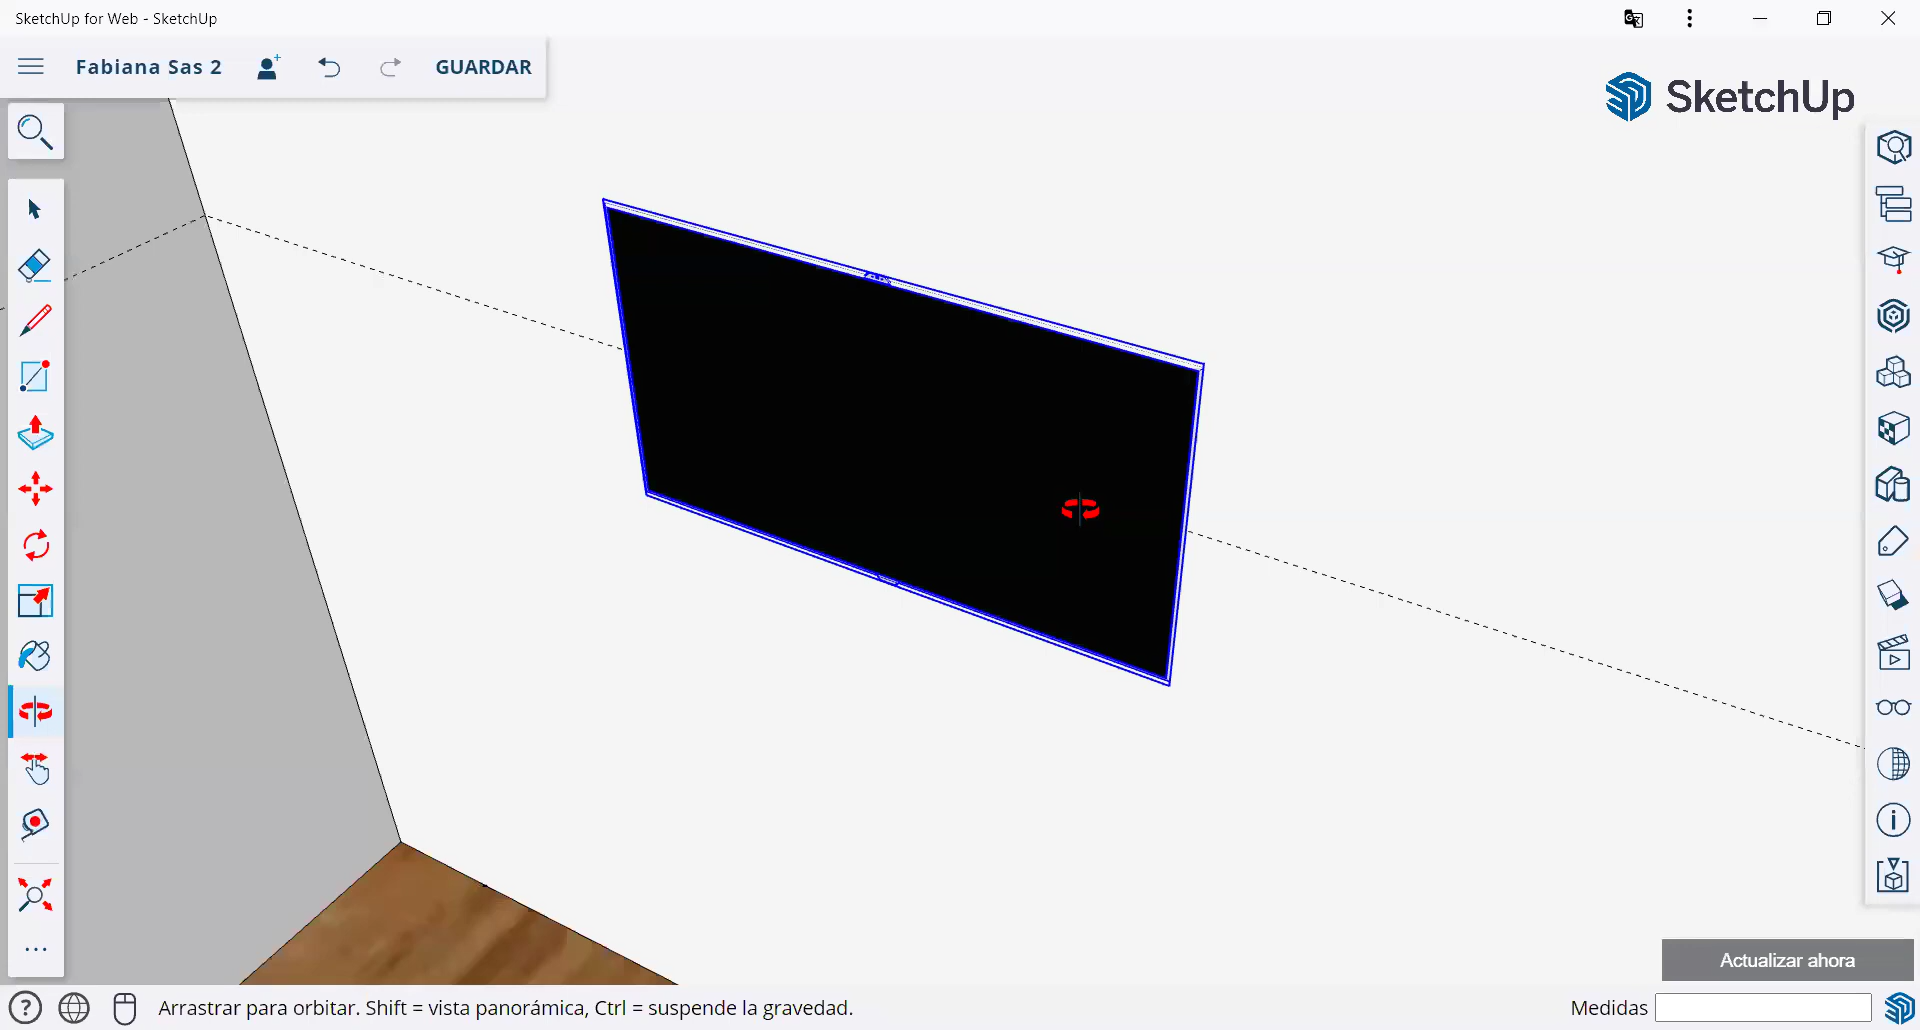 SketchUp for Web - SketchUp
Fabiana Sas 2
GUARDAR
SketchUp
Actualizar ahora
Arrastrar para orbitar. Shift = vista panorámica, Ctrl = suspende la gravedad.
Medidas